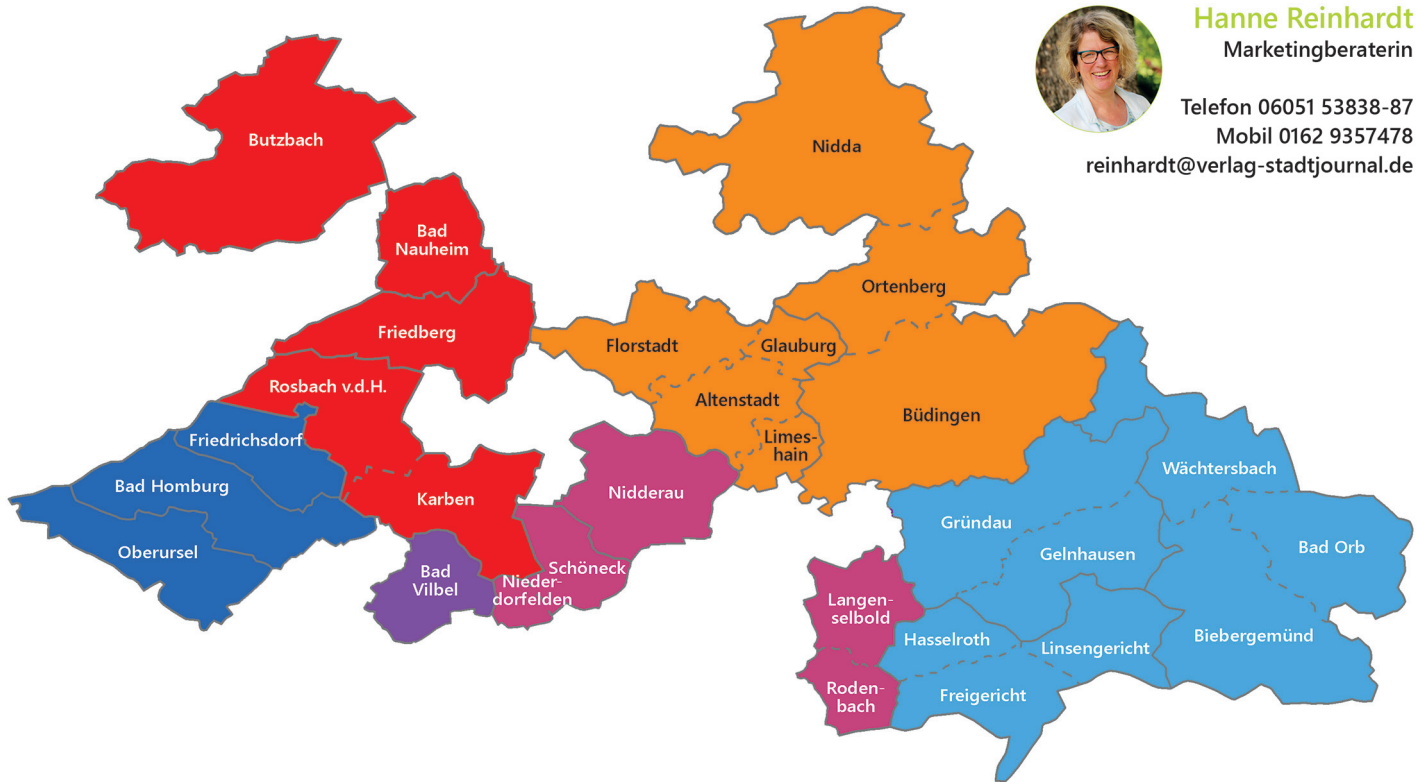 Hanne Reinhardt
Marketingberaterin
Telefon 06051 53838-87
Mobil 0162 9357478
reinhardt@verlag-stadtjournal.de
Butzbach
Nidda
Bad
Nauheim
Ortenberg
Friedberg
Florstadt
Glauburg
Rosbach v.d.H.
Altenstadt
Büdingen
Friedrichsdorf
Limes-
hain
Bad Homburg
Karben
Nidderau
Wächtersbach
Oberursel
Gründau
Gelnhausen
Bad Orb
Bad
Vilbel
Schöneck
Nieder-
dorfelden
Langen-
selbold
Hasselroth
Linsengericht
Biebergemünd
Roden-
bach
Freigericht